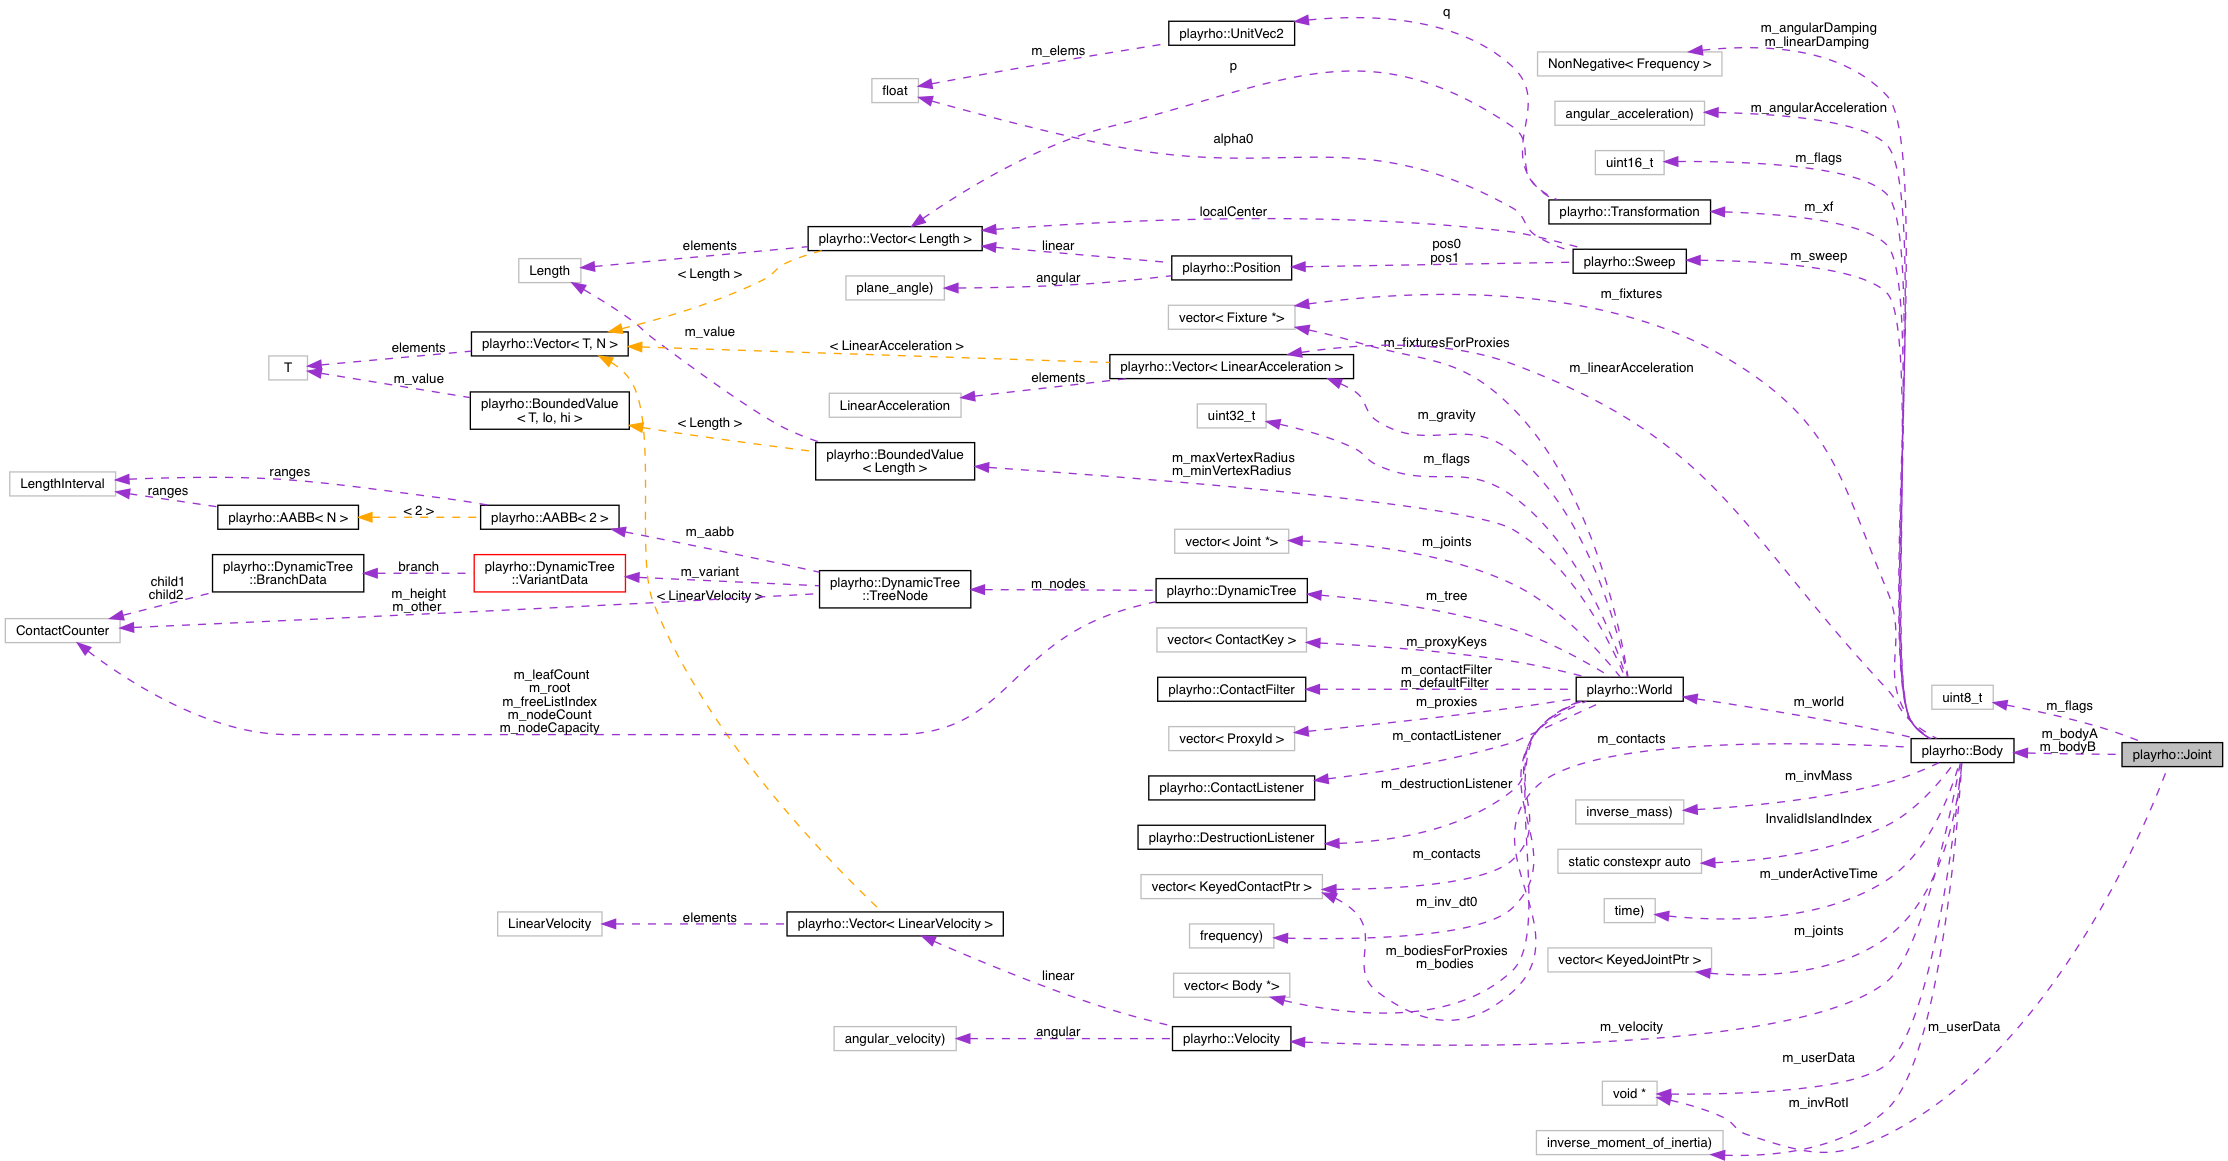 q
m_angularDamping
m_linearDamping
playrho::UnitVec2
m_elems
NonNegative< Frequency >
p
float
m_angularAcceleration
angular_acceleration)
alpha0
m_flags
uint16_t
localCenter
playrho::Transformation
m_xf
playrho::Vector< Length >
elements
linear
pos0
pos1
m_sweep
playrho::Sweep
playrho::Position
Length
< Length >
angular
plane_angle)
m_fixtures
vector< Fixture *>
m_value
playrho::Vector< T, N >
elements
< LinearAcceleration >
m_fixturesForProxies
T
m_value
playrho::Vector< LinearAcceleration >
m_linearAcceleration
elements
LinearAcceleration
playrho::BoundedValue
< T, lo, hi >
uint32_t
m_gravity
< Length >
playrho::BoundedValue
< Length >
m_maxVertexRadius
m_minVertexRadius
m_flags
ranges
LengthInterval
ranges
playrho::AABB< N >
< 2 >
playrho::AABB< 2 >
m_aabb
vector< Joint *>
m_joints
playrho::DynamicTree
::BranchData
branch
playrho::DynamicTree
::VariantData
m_variant
playrho::DynamicTree
::TreeNode
m_nodes
playrho::DynamicTree
m_tree
child1
child2
m_height
m_other
< LinearVelocity >
ContactCounter
vector< ContactKey >
m_proxyKeys
m_leafCount
m_root
m_freeListIndex
m_nodeCount
m_nodeCapacity
m_contactFilter
m_defaultFilter
playrho::ContactFilter
playrho::World
m_proxies
vector< ProxyId >
m_world
uint8_t
m_flags
m_contactListener
m_contacts
m_bodyA
m_bodyB
playrho::Body
playrho::Joint
playrho::ContactListener
m_destructionListener
m_invMass
inverse_mass)
InvalidIslandIndex
playrho::DestructionListener
m_contacts
static constexpr auto
vector< KeyedContactPtr >
m_underActiveTime
m_inv_dt0
time)
LinearVelocity
elements
playrho::Vector< LinearVelocity >
frequency)
m_joints
m_bodiesForProxies
m_bodies
vector< KeyedJointPtr >
linear
vector< Body *>
angular_velocity)
angular
playrho::Velocity
m_velocity
m_userData
m_userData
void *
m_invRotI
inverse_moment_of_inertia)